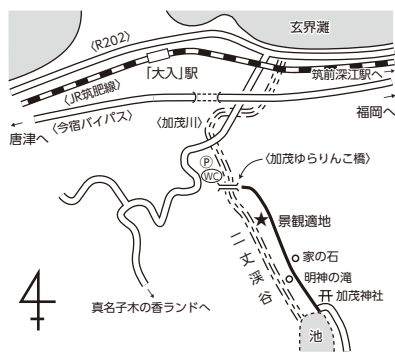 玄界灘
〈R202〉
「大入」駅
筑前深江駅へ
〈JR筑肥線〉
福岡へ
〈今宿バイパス〉
唐津へ
〈加茂川〉
P
〈加茂ゆらりんこ橋〉
WC
景観適地
二丈渓谷
家の石
明神の滝
加茂神社
真名子木の香ランドへ
池